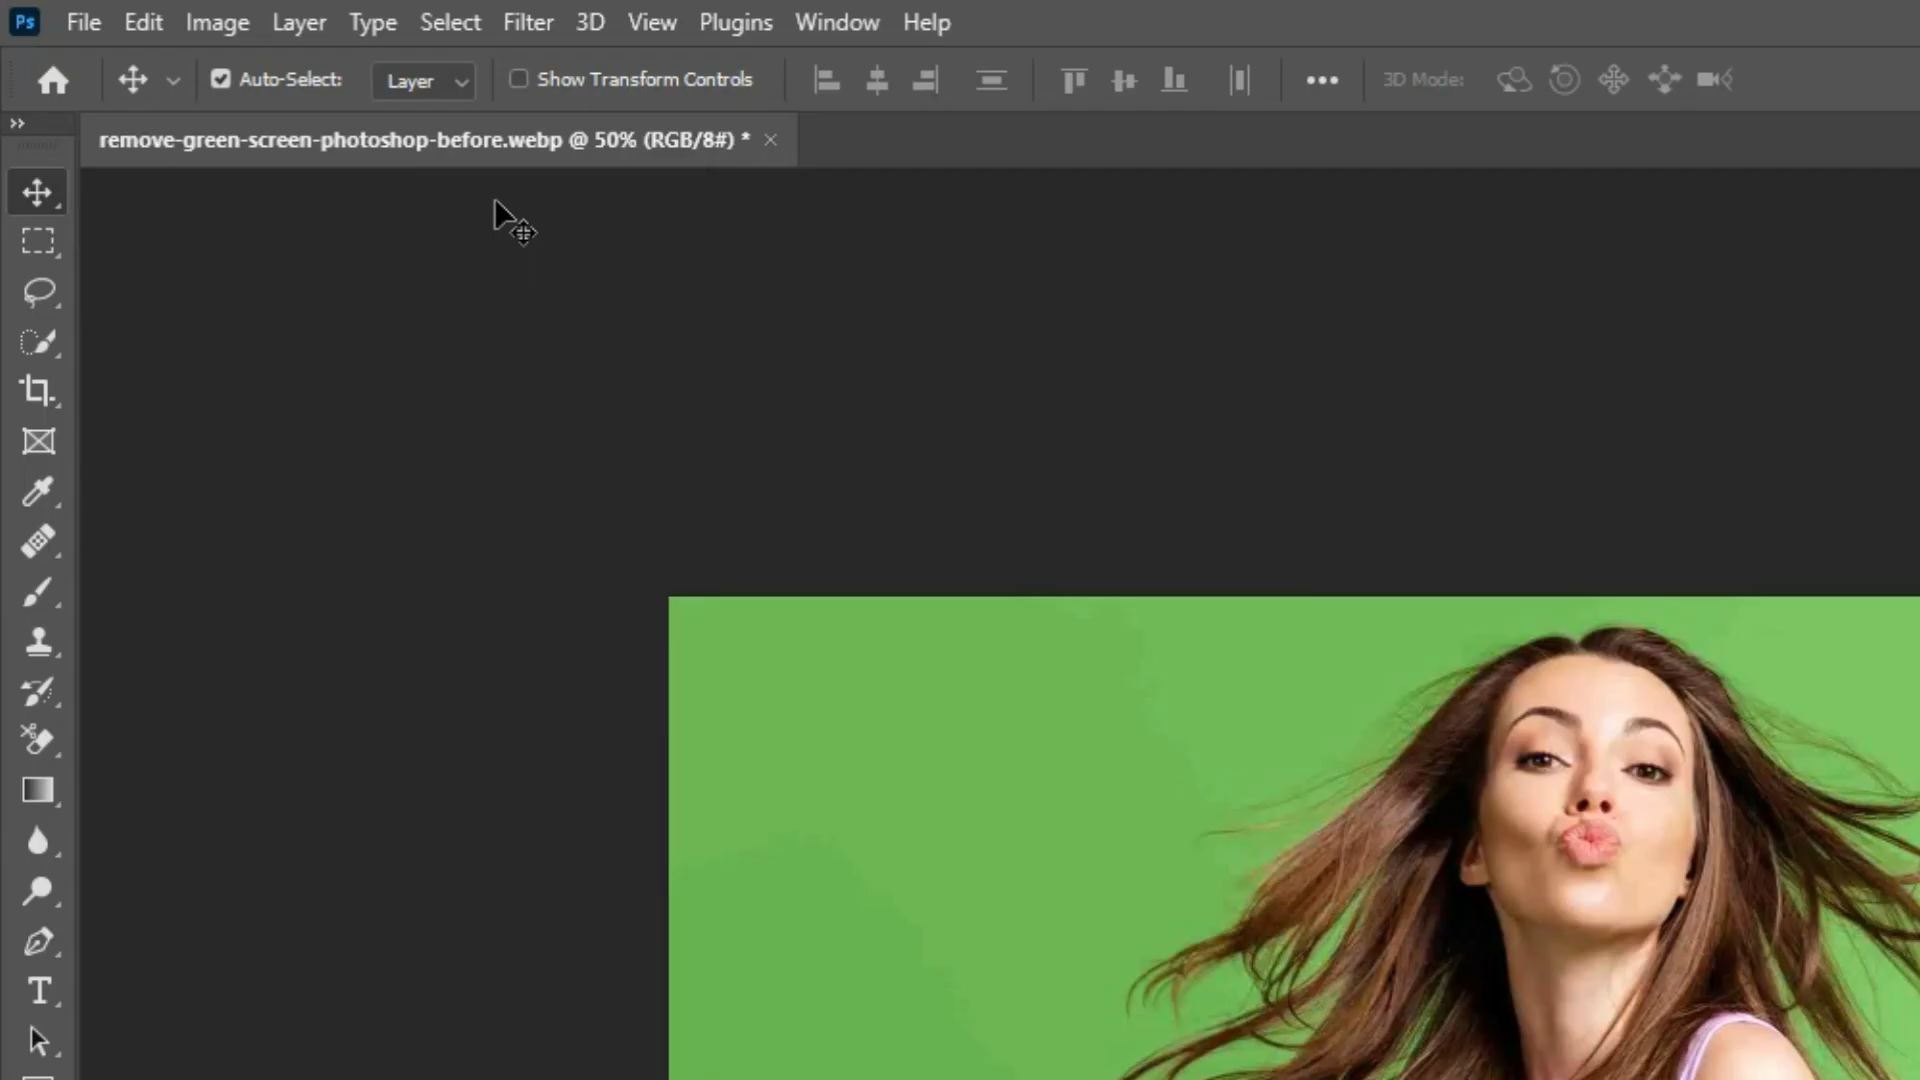 Ps File Edit Image Layer Type Select Filter 3D View Plugins Window Help
Auto-Select: Layer Show Transform Controls 3D Mode:
remove-green-screen-photoshop-before.webp @ 50% (RGB/8#) *
T